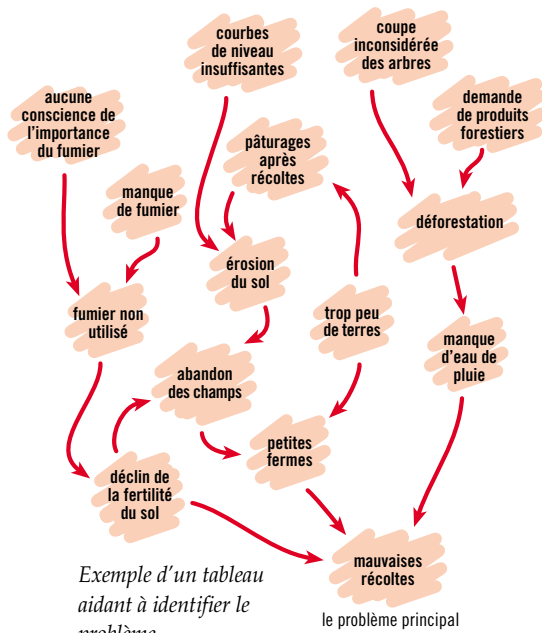 courbes
de niveau
insuffisantes
coupe
inconsidérée
des arbres
aucune
conscience de
l'importance
du fumier
demande
de produits
forestiers
pâturages
après
récoltes
manque
de fumier
déforestation
érosion
du sol
fumier non
utilisé
trop peu
de terres
manque
d'eau de
pluie
abandon
des champs
petites
fermes
déclin de
la fertilité
du sol
mauvaises
récoltes
le problème principal
Exemple d'un tableau
aidant à identifier le
problème